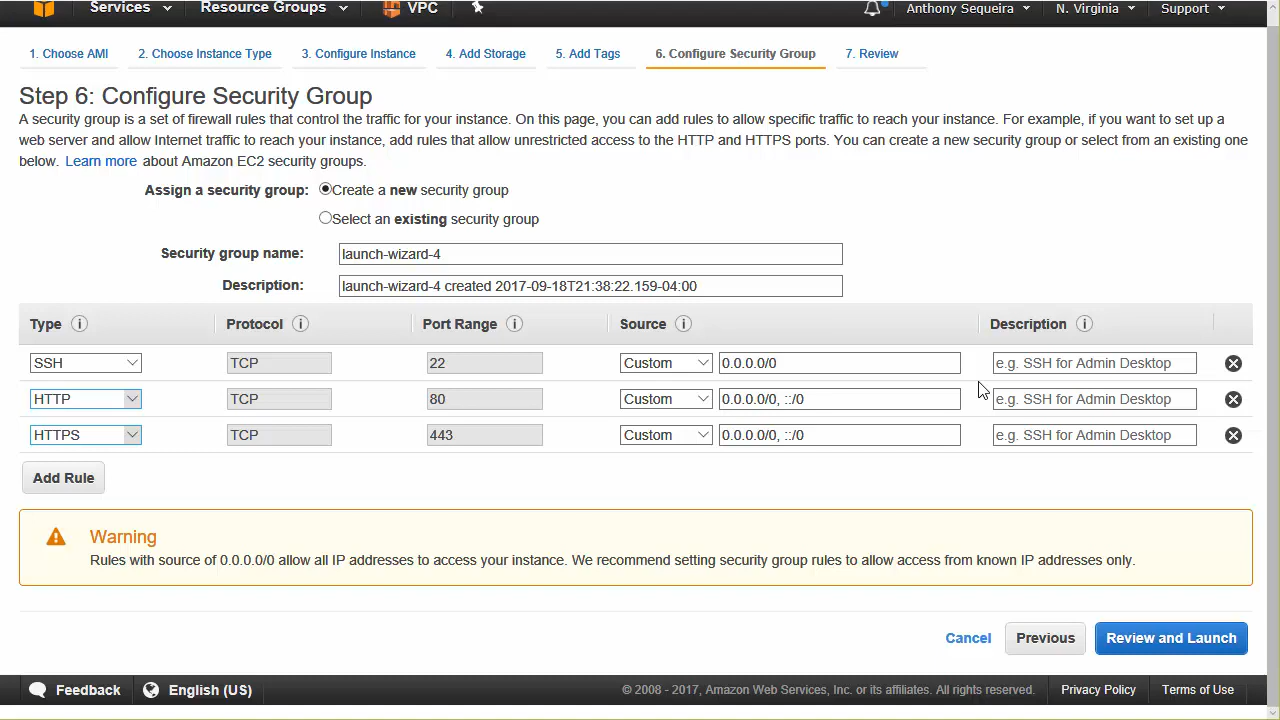 Services Resource Groups VPC Anthony Sequeira N. Virginia Support
1. Choose AMI 2. Choose Instance Type 3. Configure Instance 4. Add Storage 5. Add Tags 6. Configure Security Group 7. Review
Step 6: Configure Security Group
A security group is a set of firewall rules that control the traffic for your instance. On this page, you can add rules to allow specific traffic to reach your instance. For example, if you want to set up a
web server and allow Internet traffic to reach your instance, add rules that allow unrestricted access to the HTTP and HTTPS ports. You can create a new security group or select from an existing one
below. Learn more about Amazon EC2 security groups.
Assign a security group: Create a new security group
Select an existing security group
Security group name: launch-wizard-4
Description: launch-wizard-4 created 2017-09-18T21:38:22.159-04:00
Type i Protocol i Port Range i Source i Description i
SSH TCP 22 Custom 0.0.0.0/0 e.g. SSH for Admin Desktop
HTTP TCP 80 Custom 0.0.0.0/0, ::/0 e.g. SSH for Admin Desktop
HTTPS TCP 443 Custom 0.0.0.0/0, ::/0 e.g. SSH for Admin Desktop
Add Rule
Warning
Rules with source of 0.0.0.0/0 allow all IP addresses to access your instance. We recommend setting security group rules to allow access from known IP addresses only.
Cancel Previous Review and Launch
Feedback English (US) © 2008 - 2017, Amazon Web Services, Inc. or its affiliates. All rights reserved. Privacy Policy Terms of Use